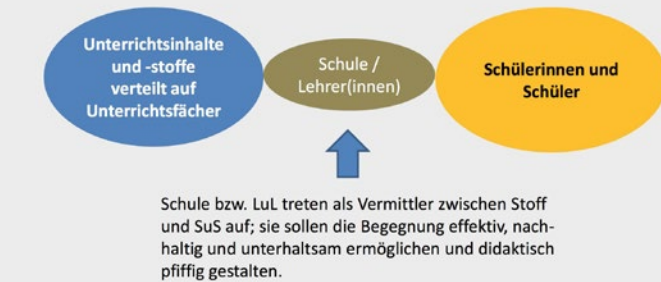 Unterrichtsinhalte
und -stoffe
verteilt auf
Unterrichtsfächer
Schule /
Lehrer(innen)
Schülerinnen und
Schüler
Schule bzw. LuL treten als Vermittler zwischen Stoff
und SuS auf; sie sollen die Begegnung effektiv, nach-
haltig und unterhaltsam ermöglichen und didaktisch
pfiffig gestalten.